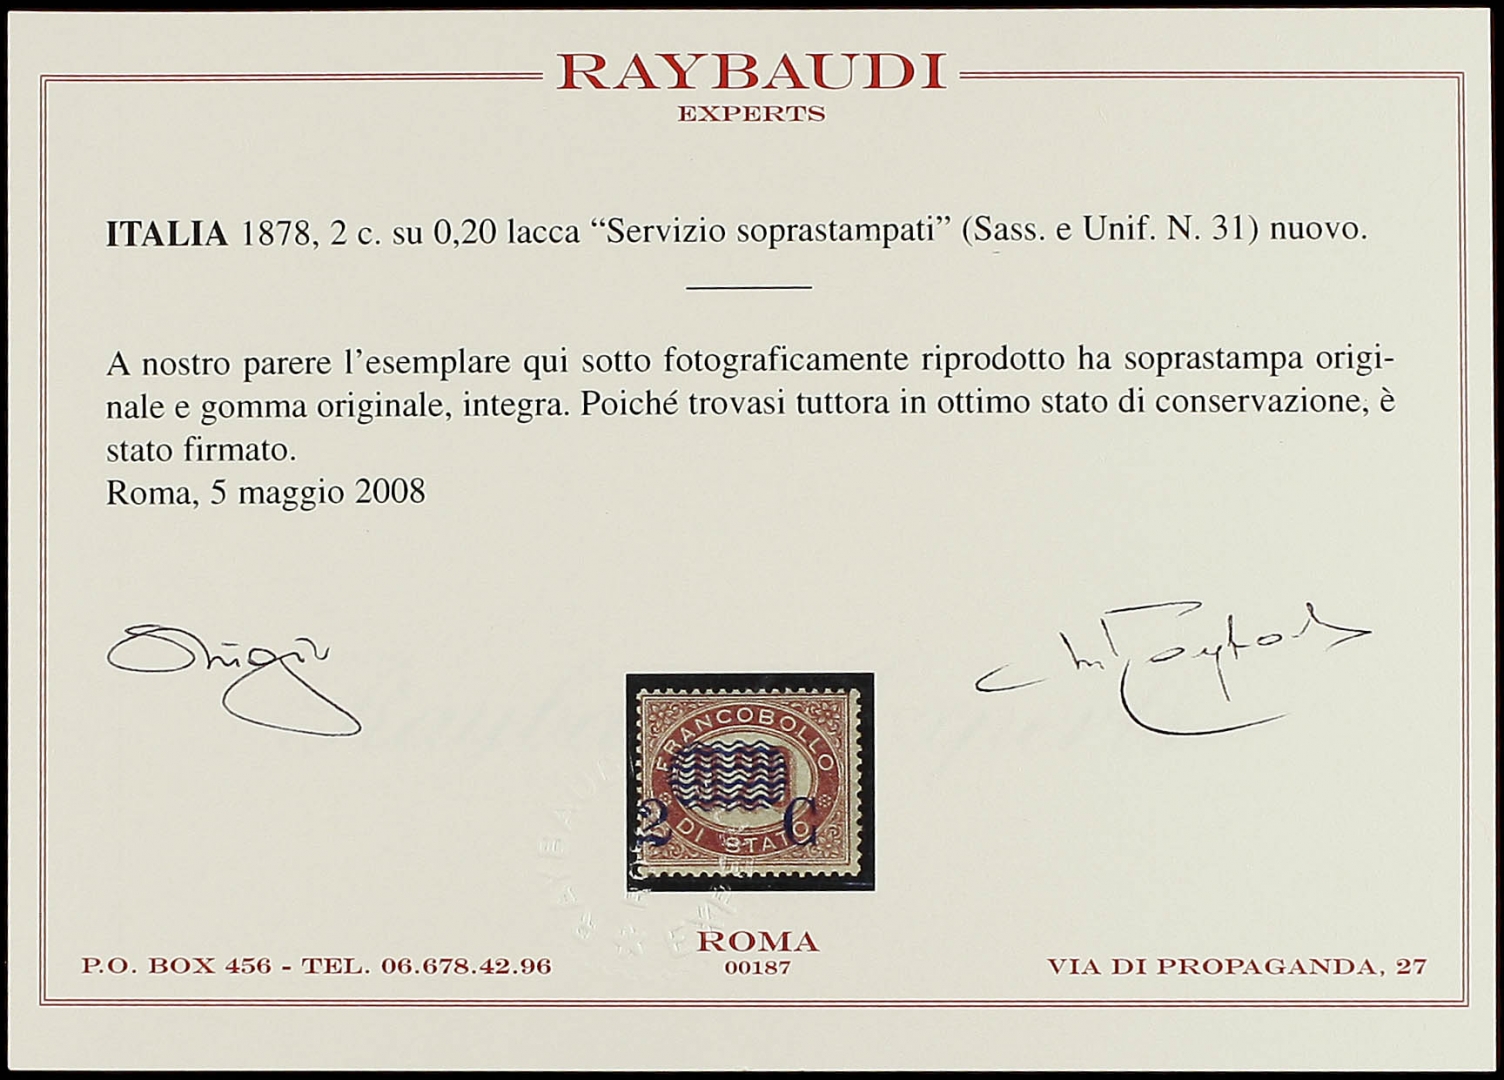 RAYBAUDI
EXPERTS
ITALIA 1878, 2 c. su 0,20 lacca “Servizio soprastampati” (Sass. e Unif. N. 31) nuovo.
A nostro parere l’esemplare qui sotto fotograficamente riprodotto ha soprastampa origi-
nale e gomma originale, integra. Poiché trovasi tuttora in ottimo stato di conservazione, è
stato firmato.
Roma, 5 maggio 2008
FRANCOBOLLO
2 C
DI STATO
ROMA
00187
P.O. BOX 456 - TEL. 06.678.42.96
VIA DI PROPAGANDA, 27